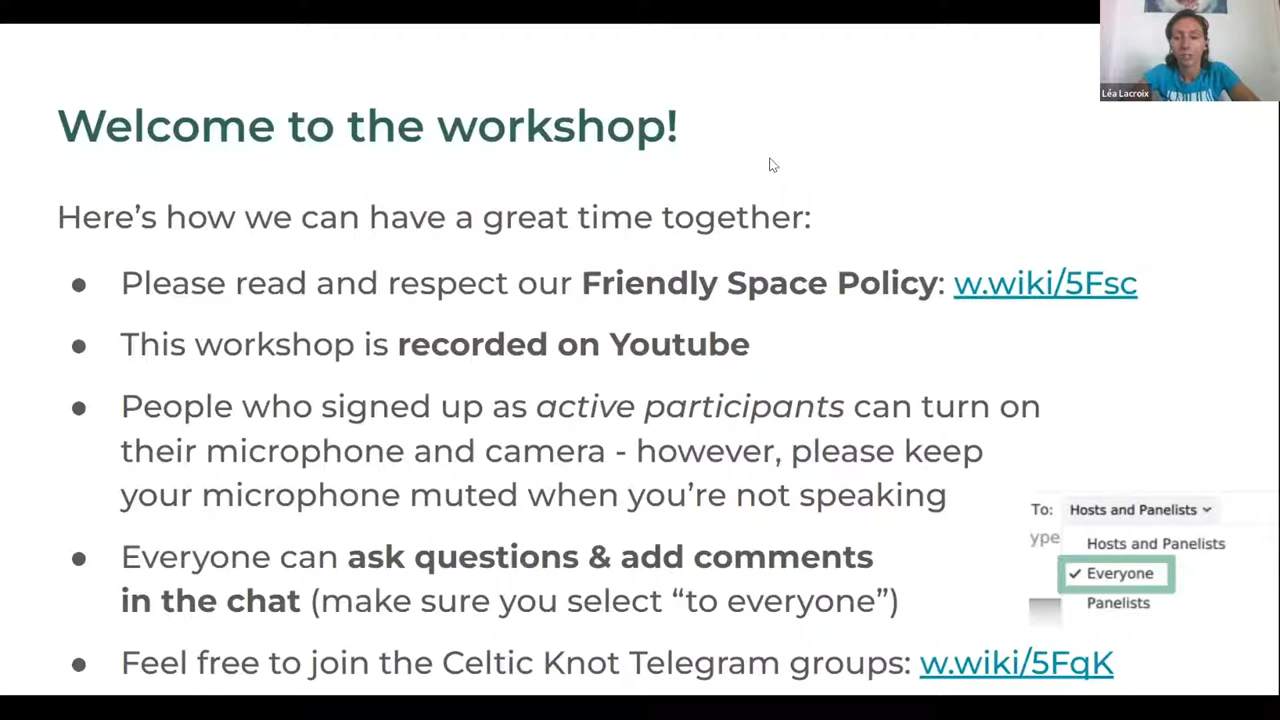 Léa Lacroix
Welcome to the workshop!
Here's how we can have a great time together:
● Please read and respect our Friendly Space Policy: w.wiki/5Fsc
● This workshop is recorded on Youtube
● People who signed up as active participants can turn on
their microphone and camera - however, please keep
your microphone muted when you're not speaking
To: Hosts and Panelists
ype
Hosts and Panelists
✓ Everyone
Panelists
● Everyone can ask questions & add comments
in the chat (make sure you select “to everyone”)
● Feel free to join the Celtic Knot Telegram groups: w.wiki/5FqK